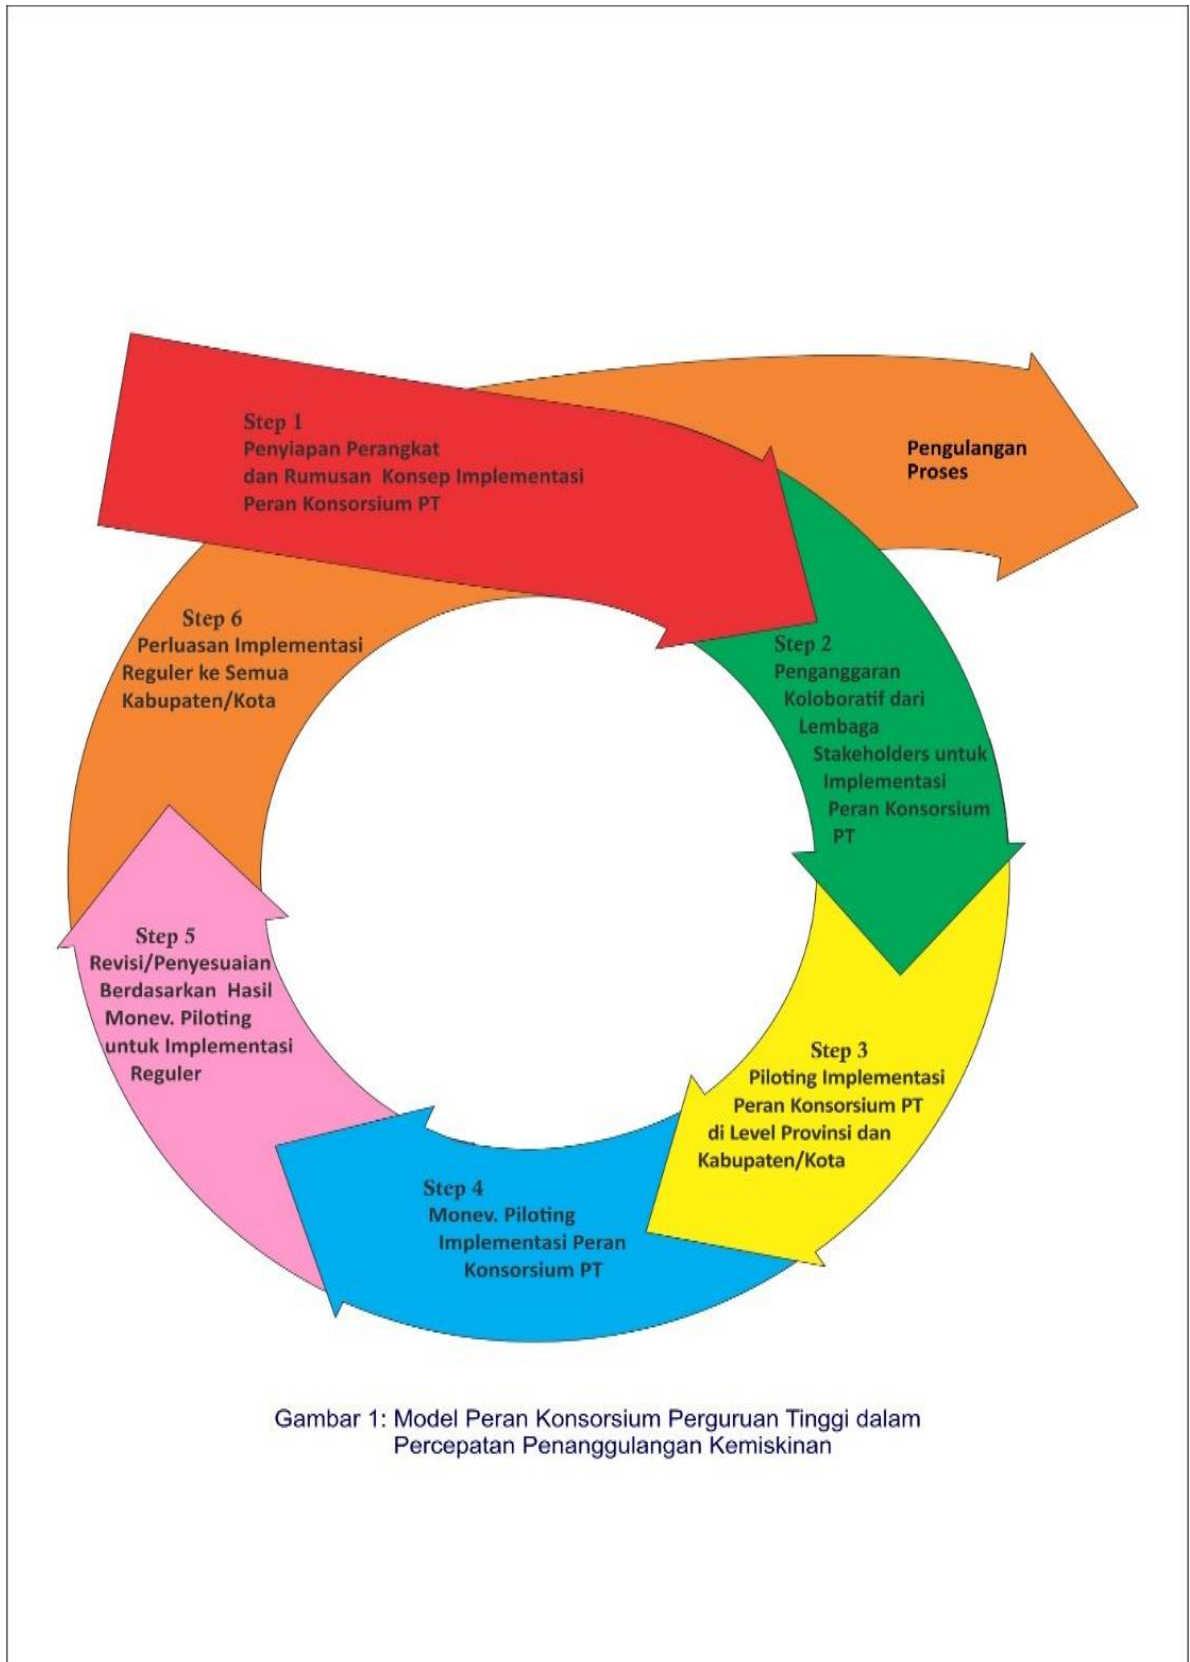 Step 1
Penyiapan Perangkat
dan Rumusan Konsep Implementasi
Peran Konsorsium PT
Pengulangan
Proses
Step 2
Penganggaran
Koloboratif dari
Lembaga
Stakeholders untuk
Implementasi
Peran Konsorsium
PT
Step 3
Piloting Implementasi
Peran Konsorsium PT
di Level Provinsi dan
Kabupaten/Kota
Step 4
Monev. Piloting
Implementasi Peran
Konsorsium PT
Step 5
Revisi/Penyesuaian
Berdasarkan Hasil
Monev. Piloting
untuk Implementasi
Reguler
Step 6
Perluasan Implementasi
Reguler ke Semua
Kabupaten/Kota
Gambar 1: Model Peran Konsorsium Perguruan Tinggi dalam
Percepatan Penanggulangan Kemiskinan